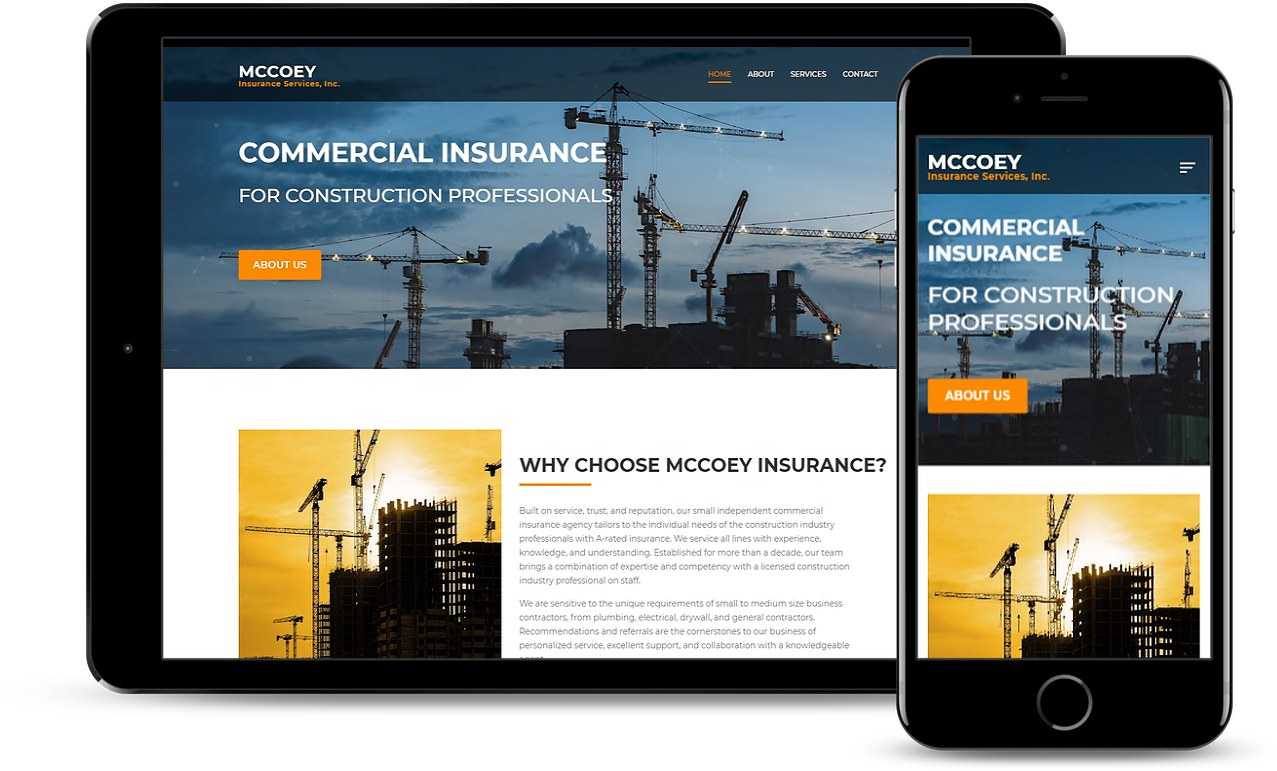 MCCOEY
Insurance Services, Inc.
HOME ABOUT SERVICES CONTACT
COMMERCIAL INSURANCE
FOR CONSTRUCTION PROFESSIONALS
ABOUT US
WHY CHOOSE MCCOEY INSURANCE?
Built on service, trust, and reputation, our small independent commercial
insurance agency tailors to the individual needs of the construction industry
professionals with A-rated insurance. We service all lines with experience,
knowledge, and understanding. Established for more than a decade, our team
brings a combination of expertise and competency with a licensed construction
industry professional on staff.
We are sensitive to the unique requirements of small to medium size business
contractors, from plumbing, electrical, drywall, and general contractors.
Recommendations and referrals are the cornerstones to our business of
personalized service, excellent support, and collaboration with a knowledgeable
MCCOEY
Insurance Services, Inc.
COMMERCIAL
INSURANCE
FOR CONSTRUCTION
PROFESSIONALS
ABOUT US